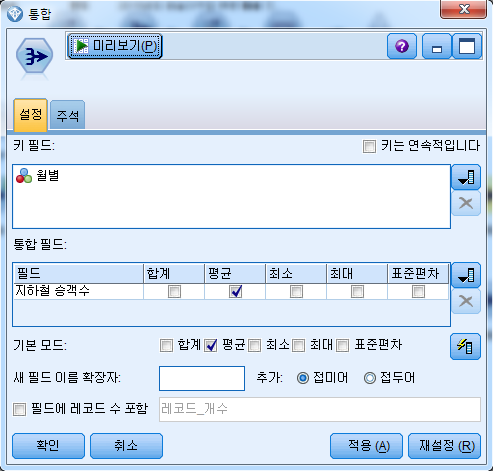 통합
미리보기(P)
설정 주석
키 필드: 키는 연속적입니다
월별
통합 필드:
필드 합계 평균 최소 최대 표준편차
지하철 승객수
기본 모드: 합계 평균 최소 최대 표준편차
새 필드 이름 확장자: 추가: 접미어 접두어
필드에 레코드 수 포함 레코드_개수
확인 취소 적용 (A) 재설정 (R)